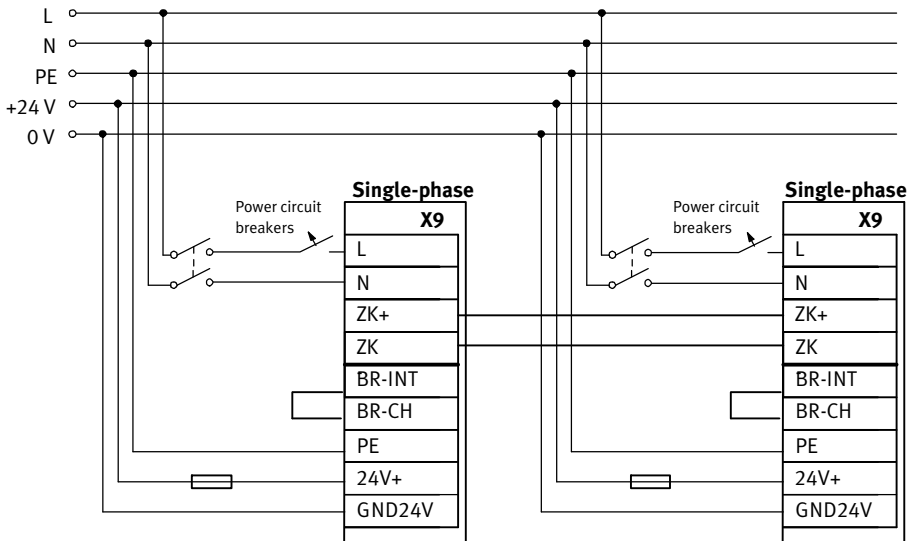 L
N
PE
+24 V
0 V
Single-phase
X9
Power circuit
breakers
L
N
ZK+
ZK
BR-INT
BR-CH
PE
24V+
GND24V
Single-phase
X9
Power circuit
breakers
L
N
ZK+
ZK
BR-INT
BR-CH
PE
24V+
GND24V